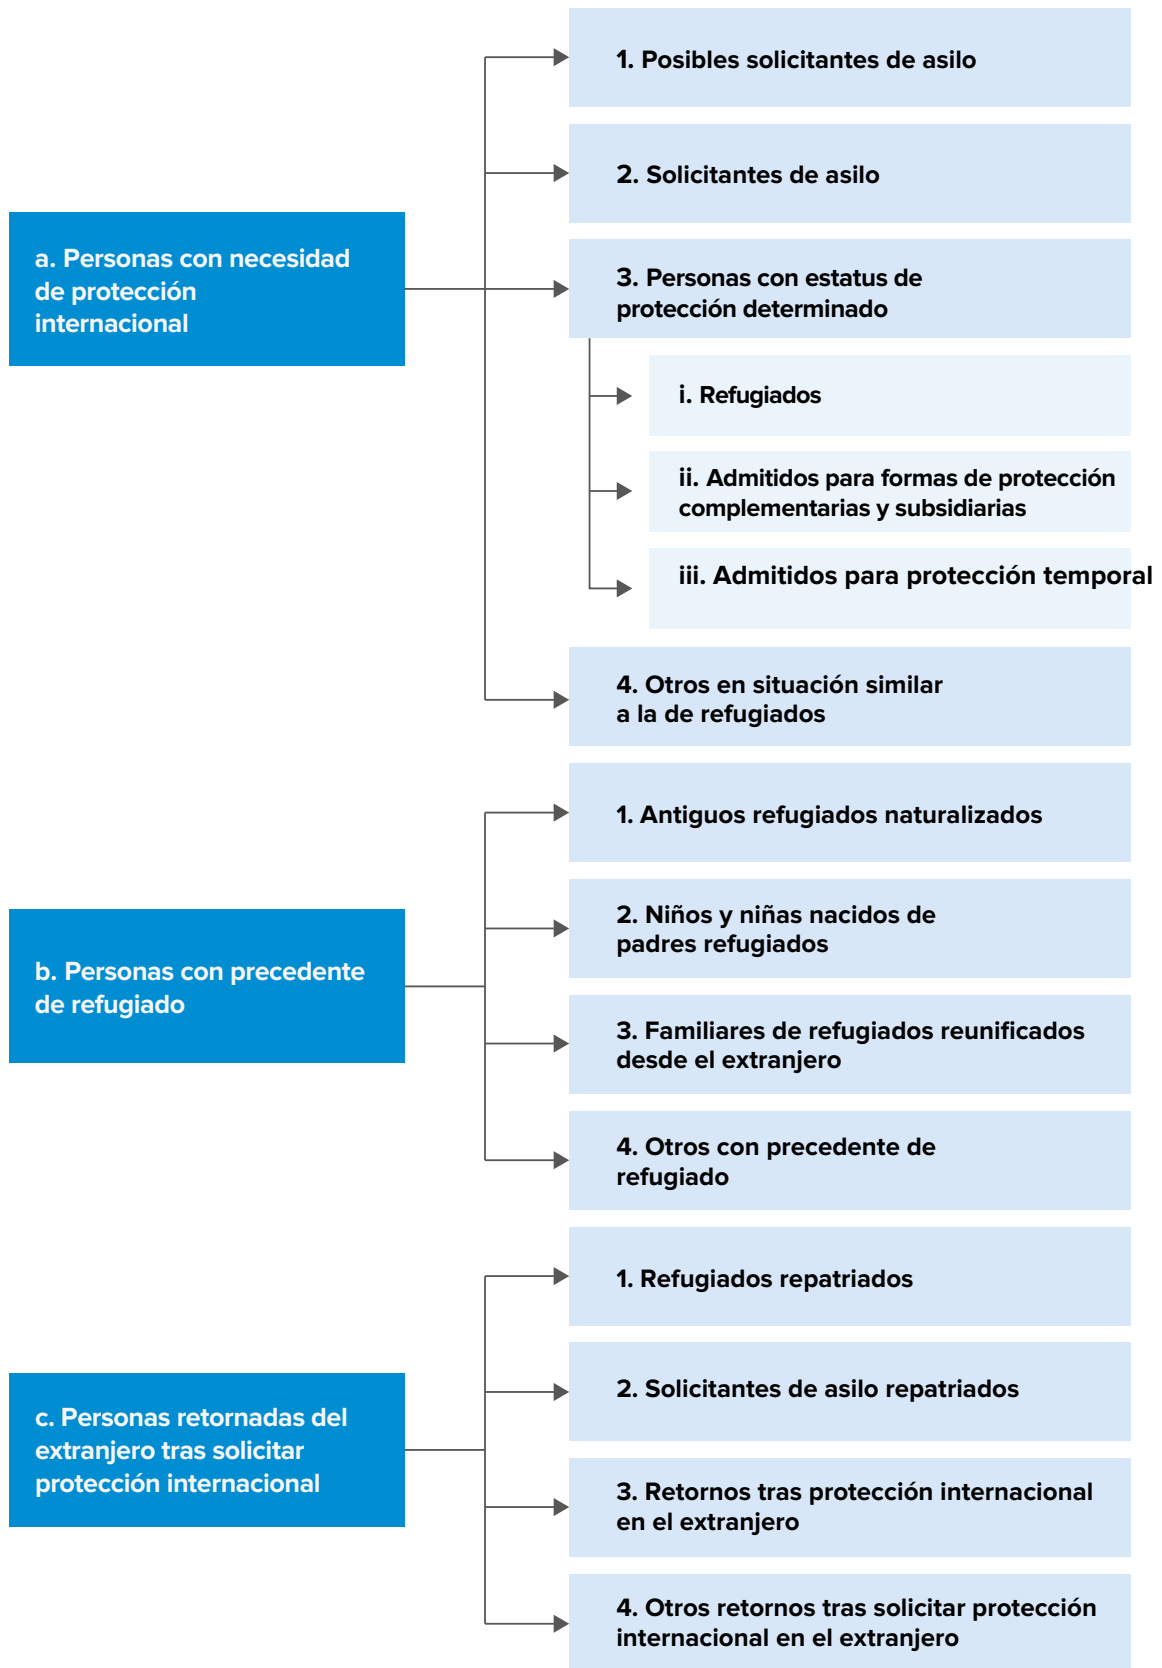 a. Personas con necesidad
de protección
internacional
1. Posibles solicitantes de asilo
2. Solicitantes de asilo
3. Personas con estatus de
protección determinado
i. Refugiados
ii. Admitidos para formas de protección
complementarias y subsidiarias
iii. Admitidos para protección temporal
4. Otros en situación similar
a la de refugiados
b. Personas con precedente
de refugiado
1. Antiguos refugiados naturalizados
2. Niños y niñas nacidos de
padres refugiados
3. Familiares de refugiados reunificados
desde el extranjero
4. Otros con precedente de
refugiado
c. Personas retornadas del
extranjero tras solicitar
protección internacional
1. Refugiados repatriados
2. Solicitantes de asilo repatriados
3. Retornos tras protección internacional
en el extranjero
4. Otros retornos tras solicitar protección
internacional en el extranjero